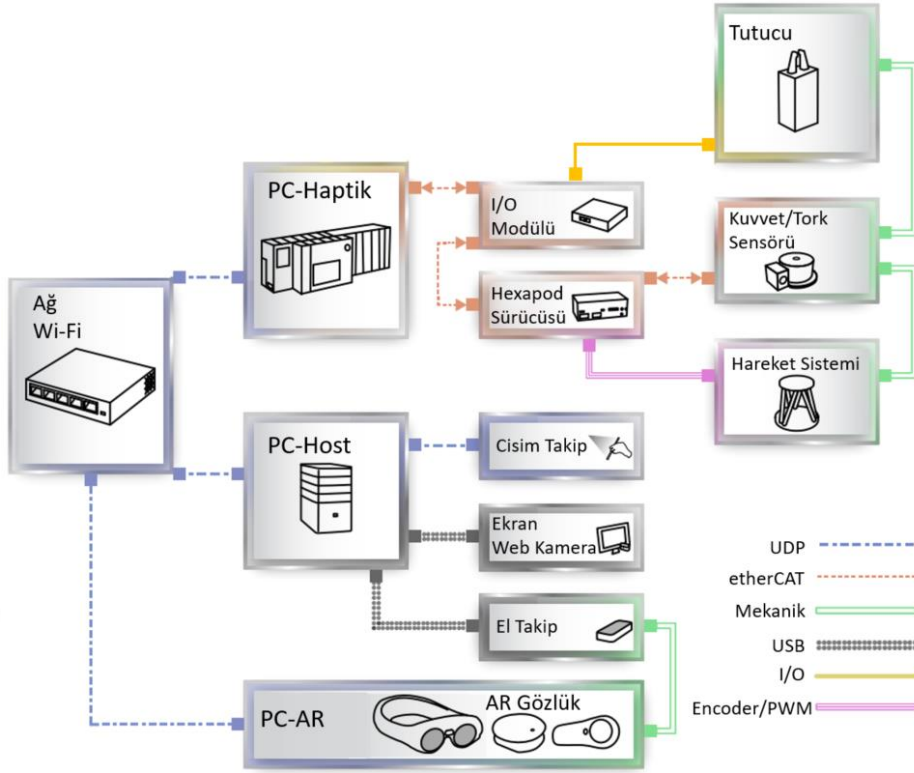 Tutucu
PC-Haptik
I/O
Modülü
Kuvvet/Tork
Sensörü
Ağ
Wi-Fi
Hexapod
Sürücüsü
Hareket Sistemi
PC-Host
Cisim Takip
Ekran
Web Kamera
El Takip
PC-AR
AR Gözlük
UDP
etherCAT
Mekanik
USB
I/O
Encoder/PWM